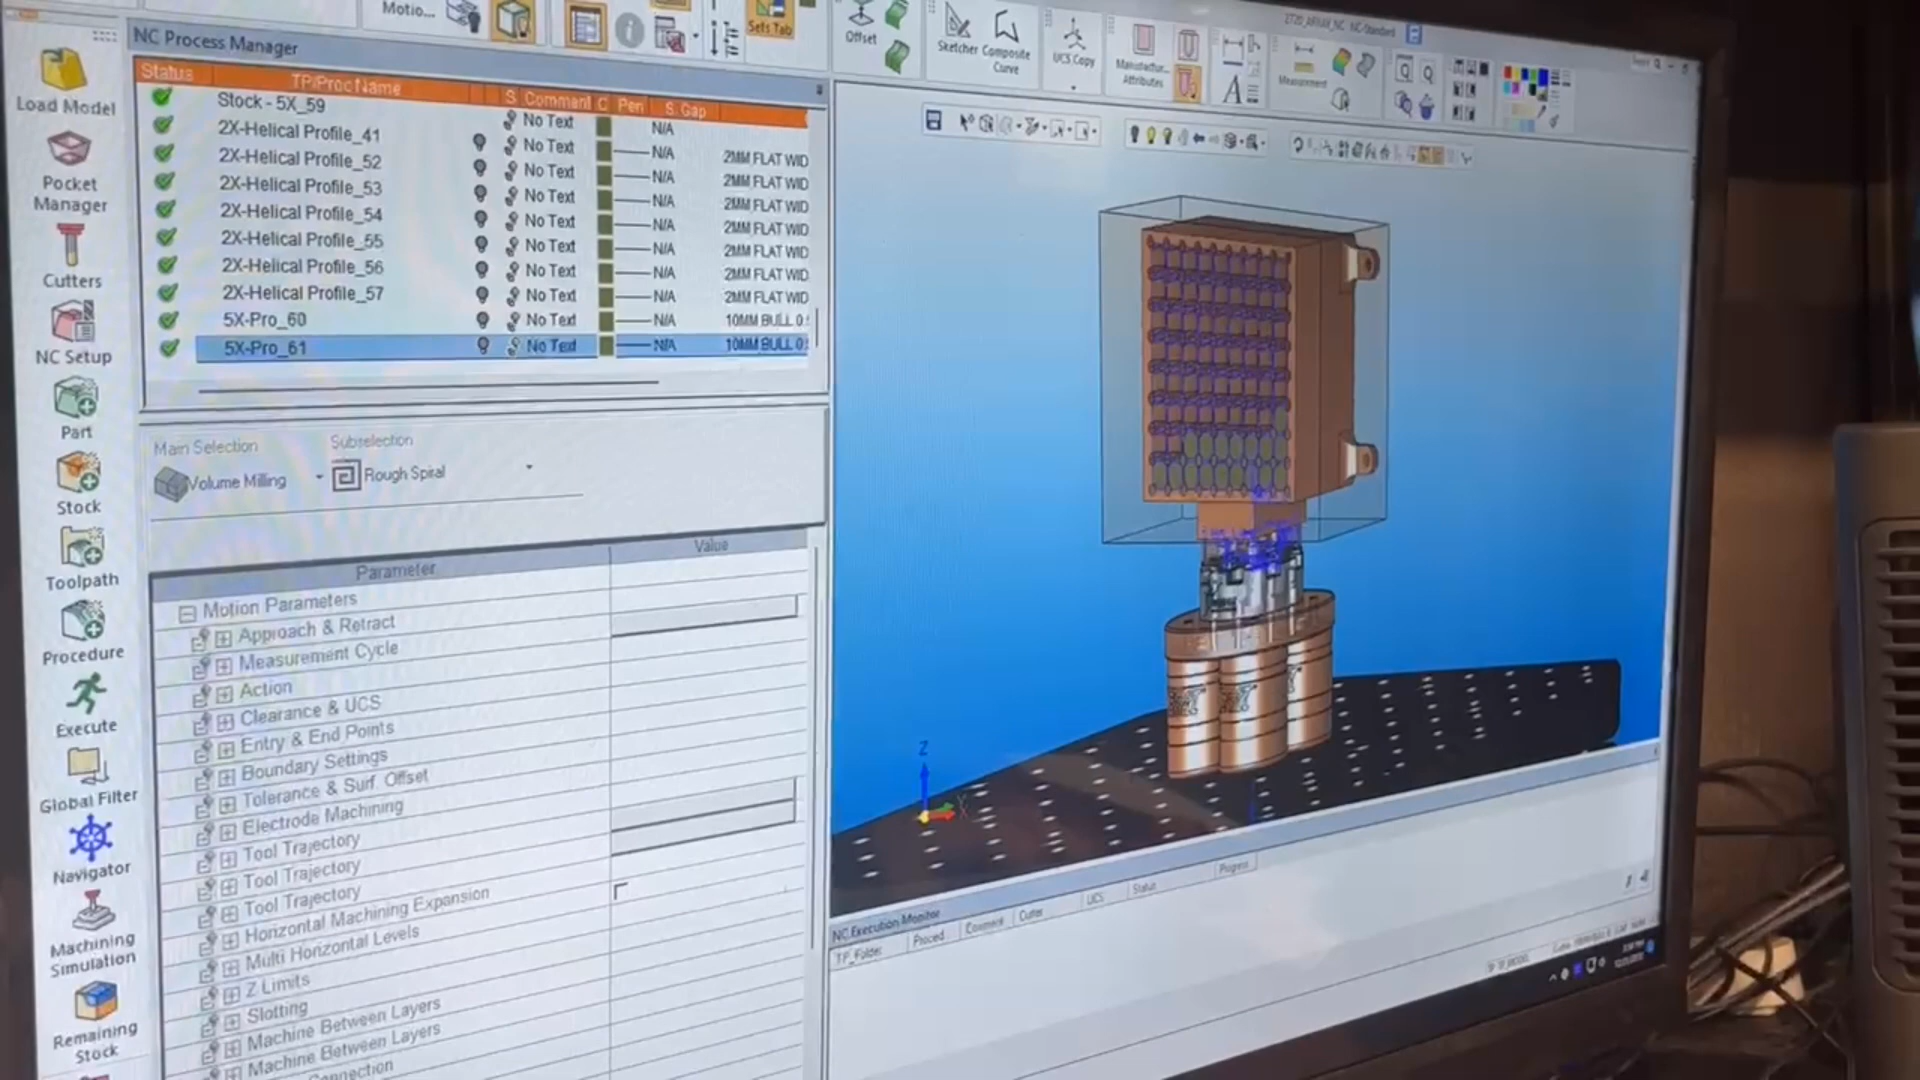 Motio...
Sets Tab
Offset
Sketcher
Composite Curve
UCS Copy
Manufactur... Attributes
Measurement
NC Process Manager
Status TP/ProcName S Comment C Pen S. Gap
Stock - 5X_59 No Text N/A
2X-Helical Profile_41 No Text N/A 2MM FLAT WID
2X-Helical Profile_52 No Text N/A 2MM FLAT WID
2X-Helical Profile_53 No Text N/A 2MM FLAT WID
2X-Helical Profile_54 No Text N/A 2MM FLAT WID
2X-Helical Profile_55 No Text N/A 2MM FLAT WID
2X-Helical Profile_56 No Text N/A 2MM FLAT WID
2X-Helical Profile_57 No Text N/A 2MM FLAT WID
5X-Pro_60 No Text N/A 10MM BULL 0.
5X-Pro_61 No Text N/A 10MM BULL 0.
Load Model
Pocket Manager
Cutters
NC Setup
Part
Stock
Toolpath
Procedure
Execute
Global Filter
Navigator
Machining Simulation
Remaining Stock
Main Selection Subselection
Volume Milling Rough Spiral
Parameter Value
Motion Parameters
Approach & Retract
Measurement Cycle
Action
Clearance & UCS
Entry & End Points
Boundary Settings
Tolerance & Surf. Offset
Electrode Machining
Tool Trajectory
Tool Trajectory
Tool Trajectory
Horizontal Machining Expansion
Multi Horizontal Levels
Z Limits
Slotting
Machine Between Layers
Machine Between Layers
Connection
Z
X
NC Execution Monitor
TP_Folder Proced Comment Cutter UCS Status Progress